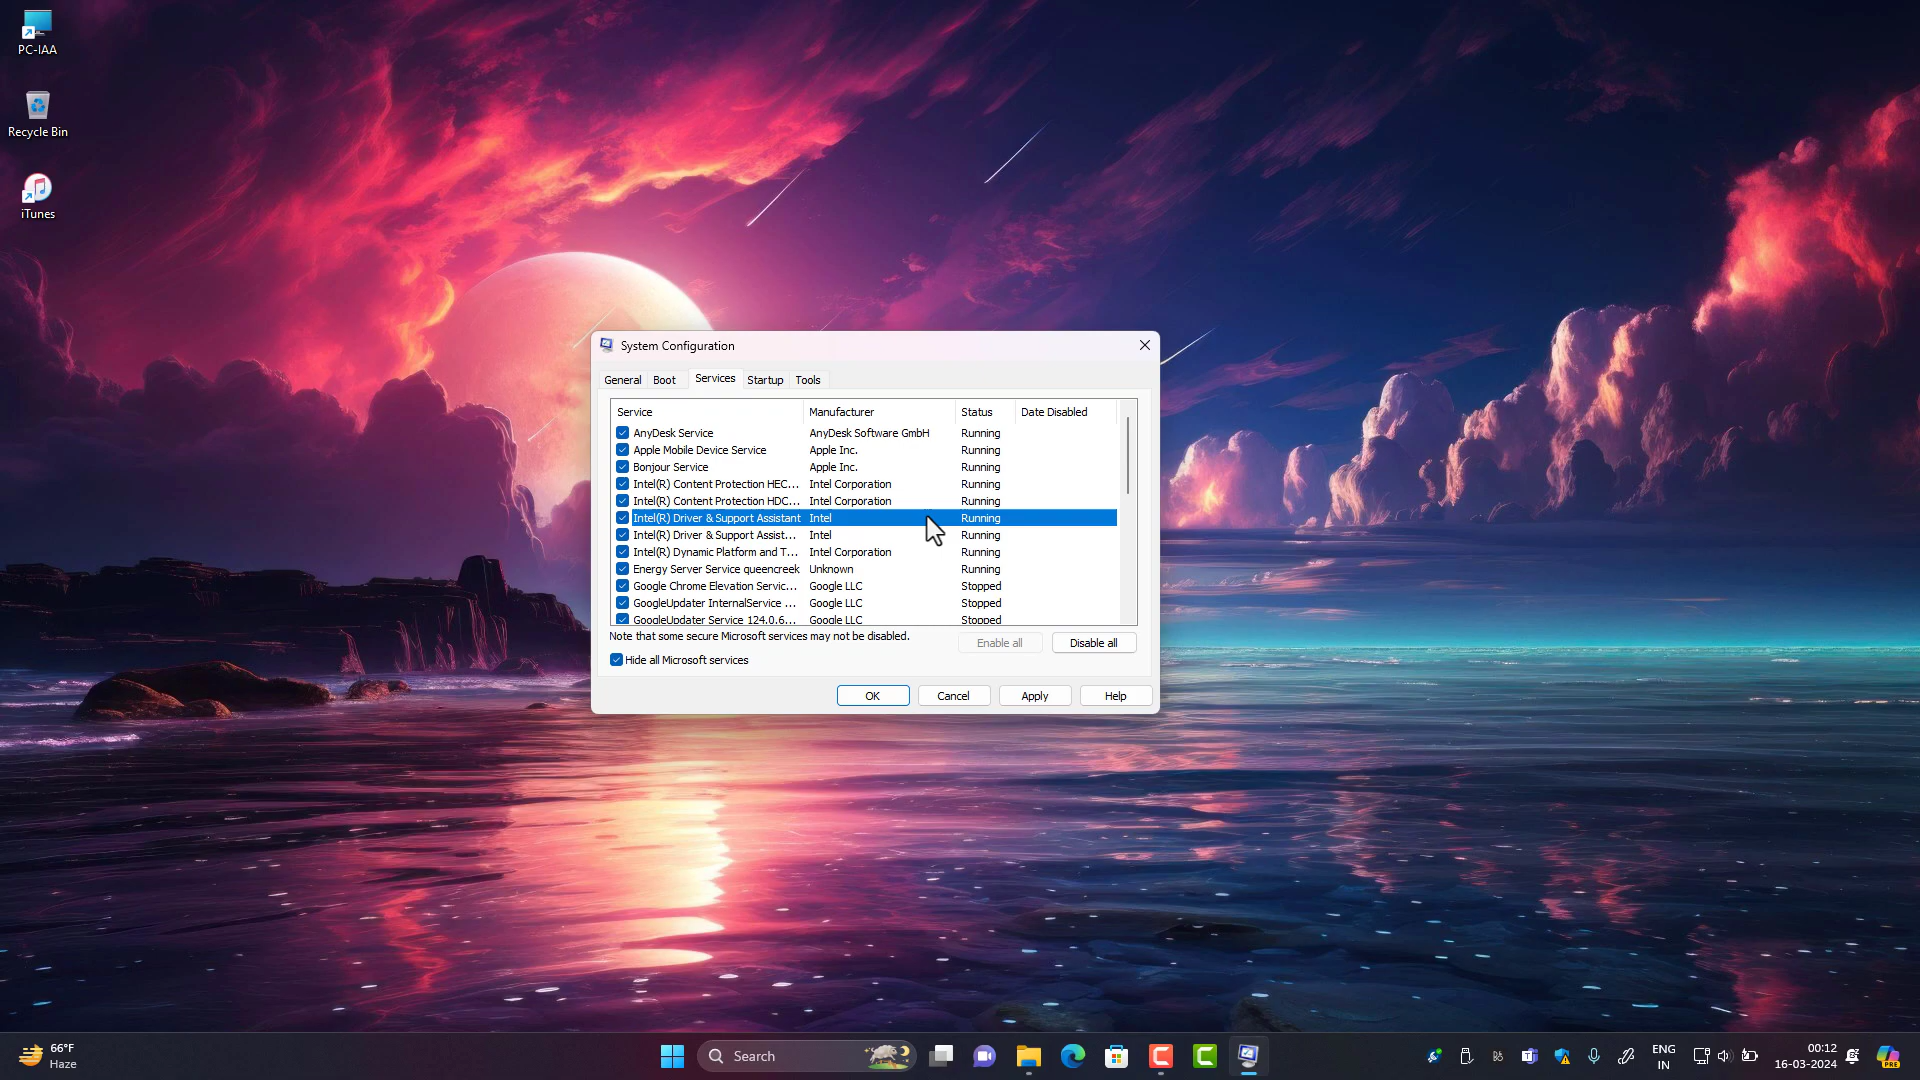 PC-IAA
Recycle Bin
iTunes
System Configuration
General Boot Services Startup Tools
Service Manufacturer Status Date Disabled
AnyDesk Service AnyDesk Software GmbH Running
Apple Mobile Device Service Apple Inc. Running
Bonjour Service Apple Inc. Running
Intel(R) Content Protection HEC... Intel Corporation Running
Intel(R) Content Protection HDC... Intel Corporation Running
Intel(R) Driver & Support Assistant Intel Running
Intel(R) Driver & Support Assist... Intel Running
Intel(R) Dynamic Platform and T... Intel Corporation Running
Energy Server Service queencreek Unknown Running
Google Chrome Elevation Servic... Google LLC Stopped
GoogleUpdater InternalService ... Google LLC Stopped
GoogleUpdater Service 124.0.6... Google LLC Stopped
Note that some secure Microsoft services may not be disabled.
Enable all Disable all
Hide all Microsoft services
OK Cancel Apply Help
66°F
Haze
Search
ENG
IN
00:12
16-03-2024
PRE